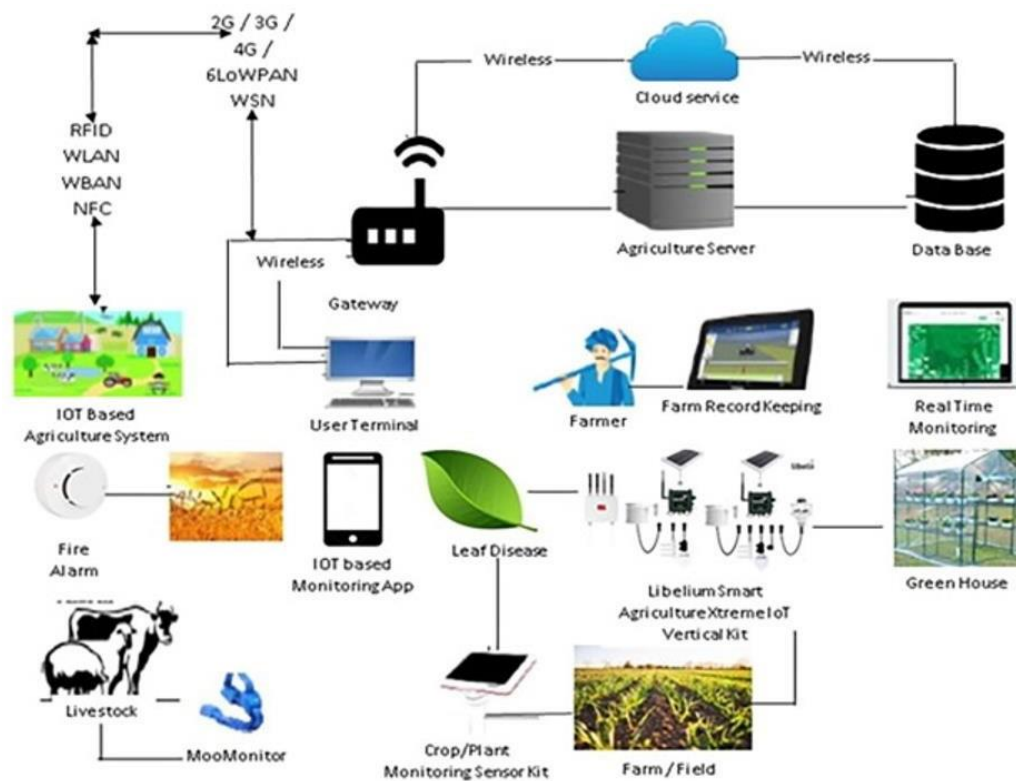 2G / 3G /
4G /
6LoWPAN
WSN
Wireless
Wireless
Cloud service
RFID
WLAN
WBAN
NFC
Agriculture Server
Data Base
Wireless
Gateway
IOT Based
Agriculture System
User Terminal
Farmer
Farm Record Keeping
Real Time
Monitoring
Fire
Alarm
IOT based
Monitoring App
Leaf Disease
Libelium Smart
Agriculture Xtreme IoT
Vertical Kit
Green House
Livestock
MooMonitor
Crop/Plant
Monitoring Sensor Kit
Farm / Field